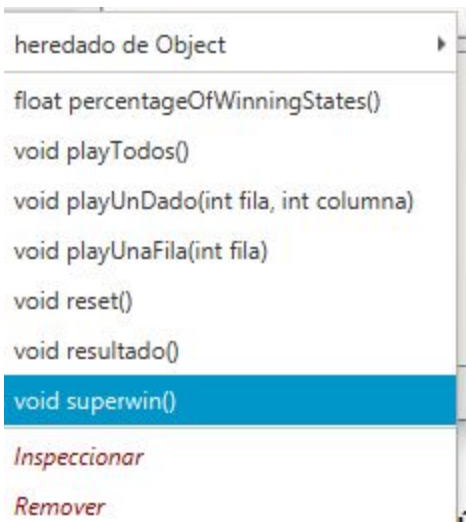 heredado de Object
float percentageOfWinningStates()
void playTodos()
void playUnDado(int fila, int columna)
void playUnaFila(int fila)
void reset()
void resultado()
void superwin()
Inspeccionar
Remover